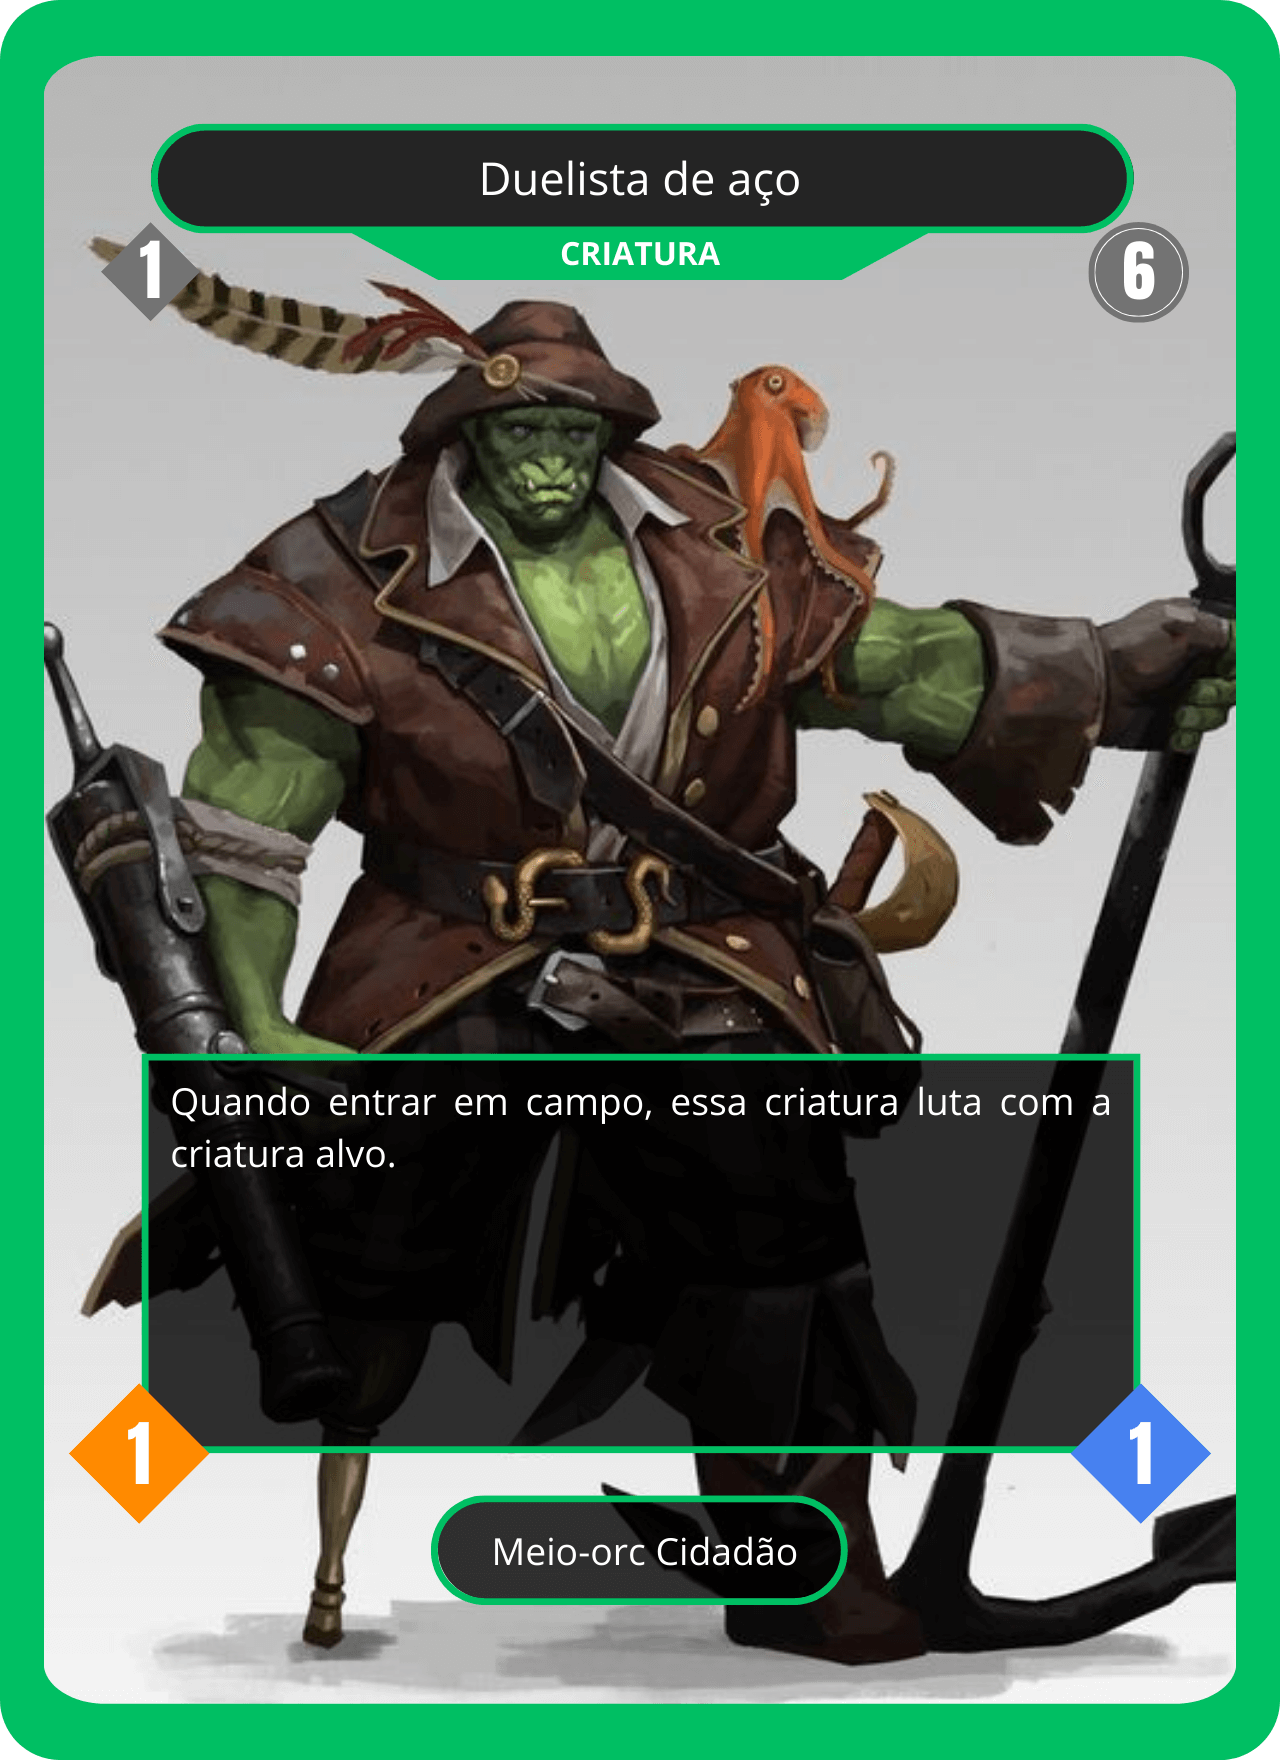 Duelista de aço
CRIATURA
1
6
Quando entrar em campo, essa criatura luta com a
criatura alvo.
1
1
Meio-orc Cidadão